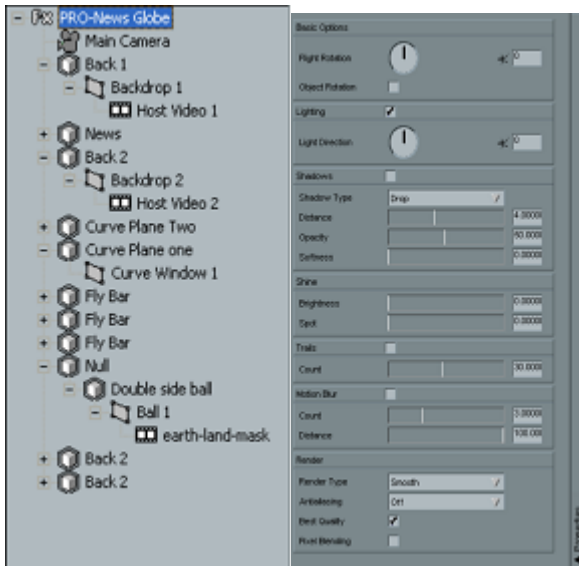 PRO-News Globe
Main Camera
Back 1
Backdrop 1
Host Video 1
News
Back 2
Backdrop 2
Host Video 2
Curve Plane Two
Curve Plane one
Curve Window 1
Fly Bar
Fly Bar
Fly Bar
Null
Double side ball
Ball 1
earth-land-mask
Back 2
Back 2
Basic Options
Flight Rotation 0
Object Rotation
Lighting
Light Direction 0
Shadows
Shadow Type Drop
Distance 4.0000
Opacity
Softness 0.0000
Shine
Brightness 0.0000
Spot 0.0000
Trails
Count 30.000
Motion Blur
Count 3.0000
Distance 100.00
Render
Render Type Smooth
Antialiasing Off
Best Quality
Pixel Blending